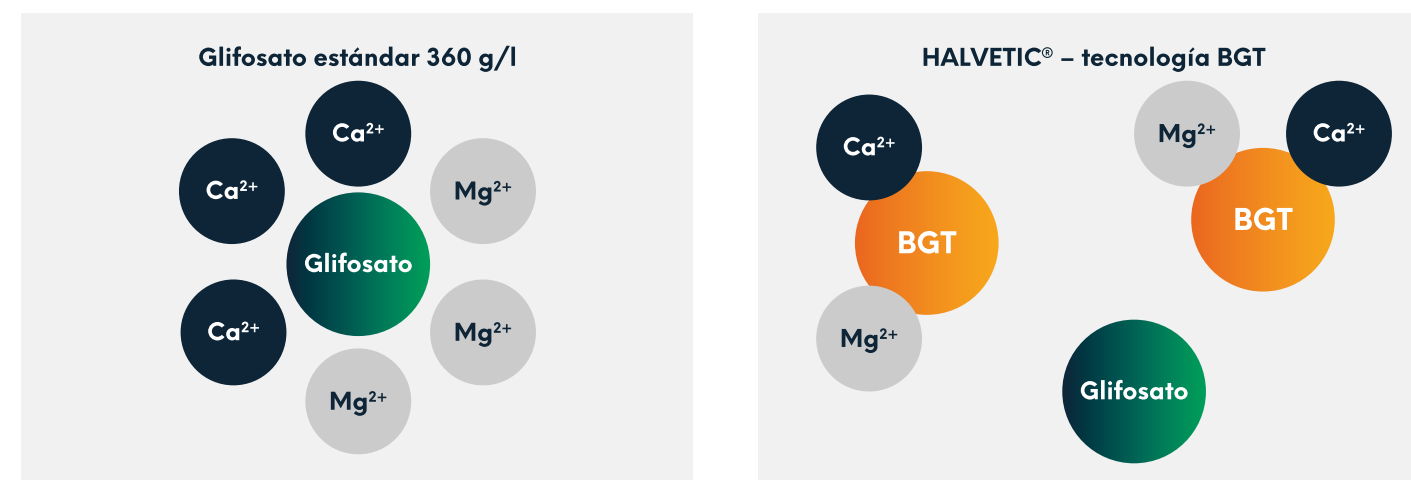 Glifosato estándar 360 g/l
Ca²⁺
Ca²⁺
Mg²⁺
Glifosato
Ca²⁺
Mg²⁺
Mg²⁺
HALVETIC® – tecnología BGT
Ca²⁺
Mg²⁺
Ca²⁺
BGT
BGT
Mg²⁺
Glifosato